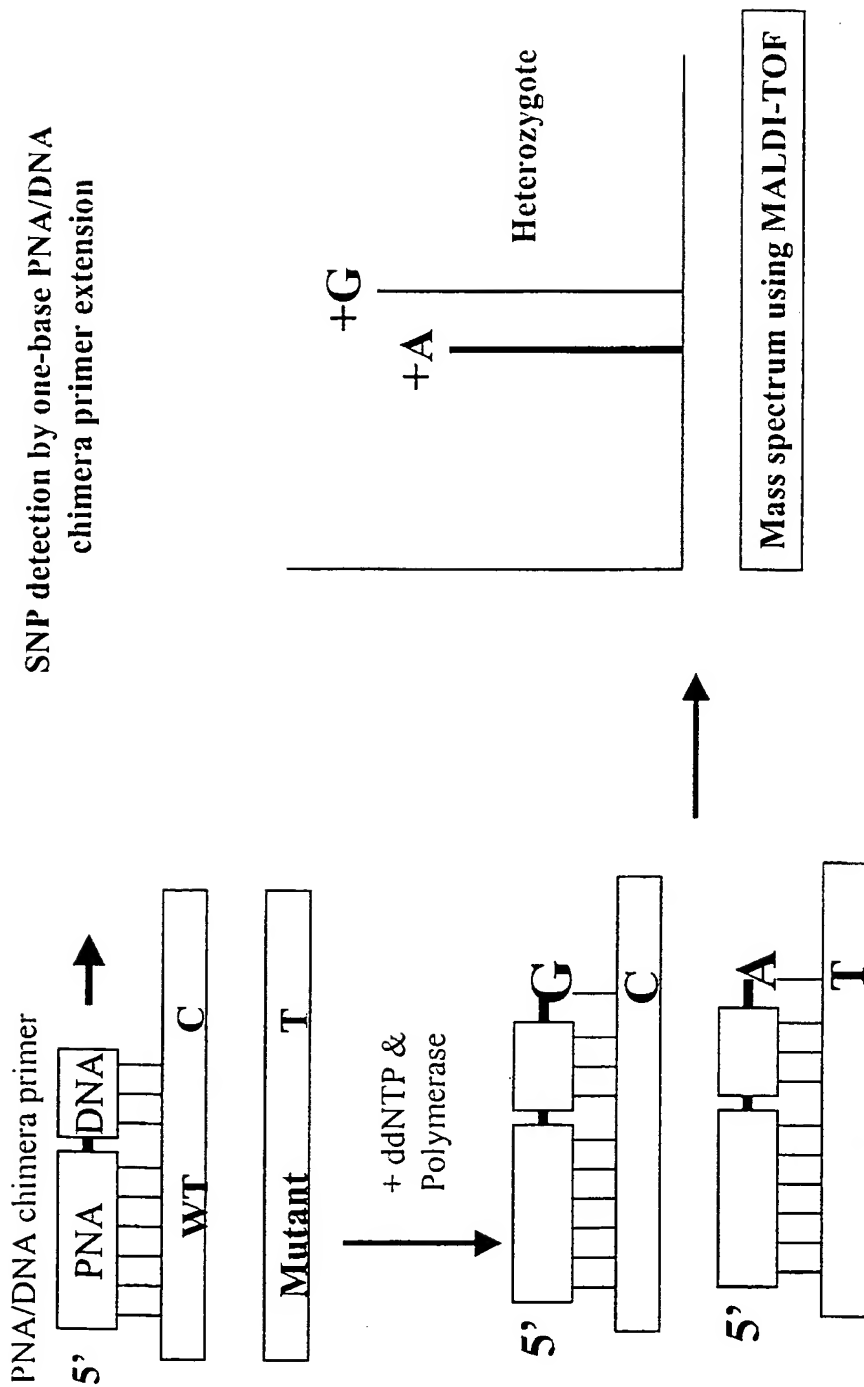 SNP detection by one-base PNA/DNA
chimera primer extension
PNA/DNA chimera primer
5'
PNA
DNA
WT
C
Mutant
T
+ ddNTP &
Polymerase
5'
G
C
5'
A
T
+A
+G
Heterozygote
Mass spectrum using MALDI-TOF